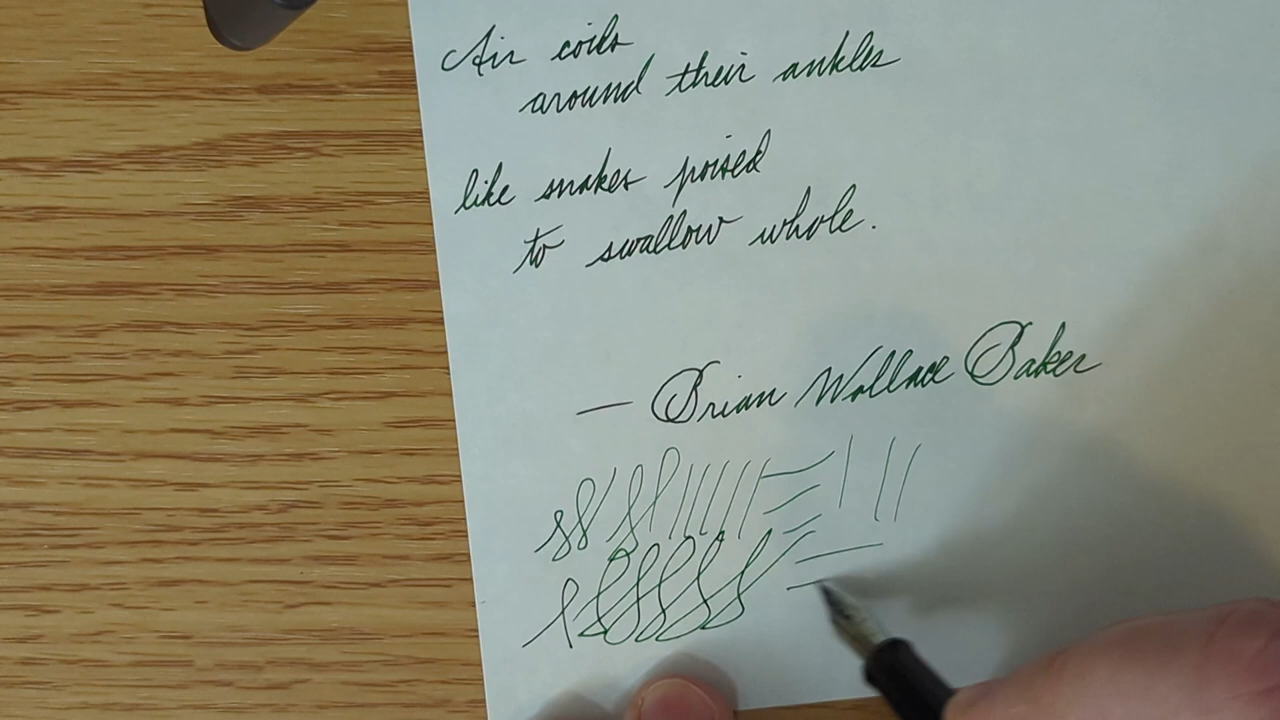 Air coils
around their ankles
like snakes poised
to swallow whole.
— Brian Wallace Baker